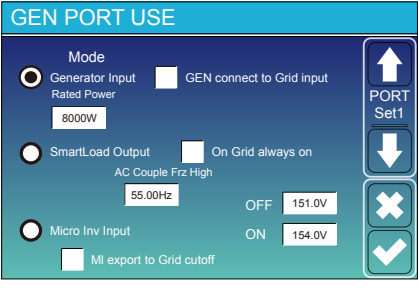 GEN PORT USE
Mode
Generator Input
GEN connect to Grid input
Rated Power
8000W
PORT
Set1
SmartLoad Output
On Grid always on
AC Couple Frz High
55.00Hz
OFF 151.0V
Micro Inv Input
ON 154.0V
MI export to Grid cutoff